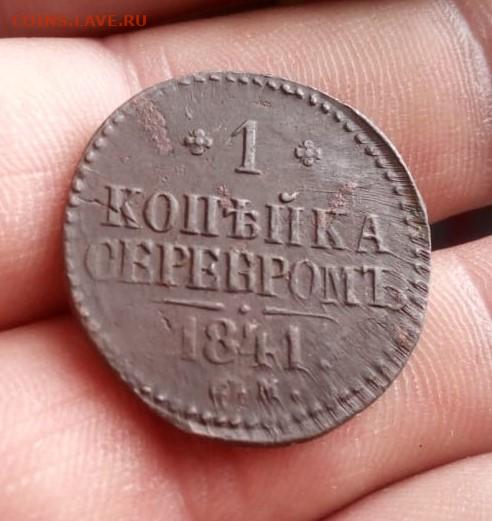 COINS.LAVE.RU
1
КОПѢЙКА
СЕРЕБРОМЪ
1841.
С.П.М.